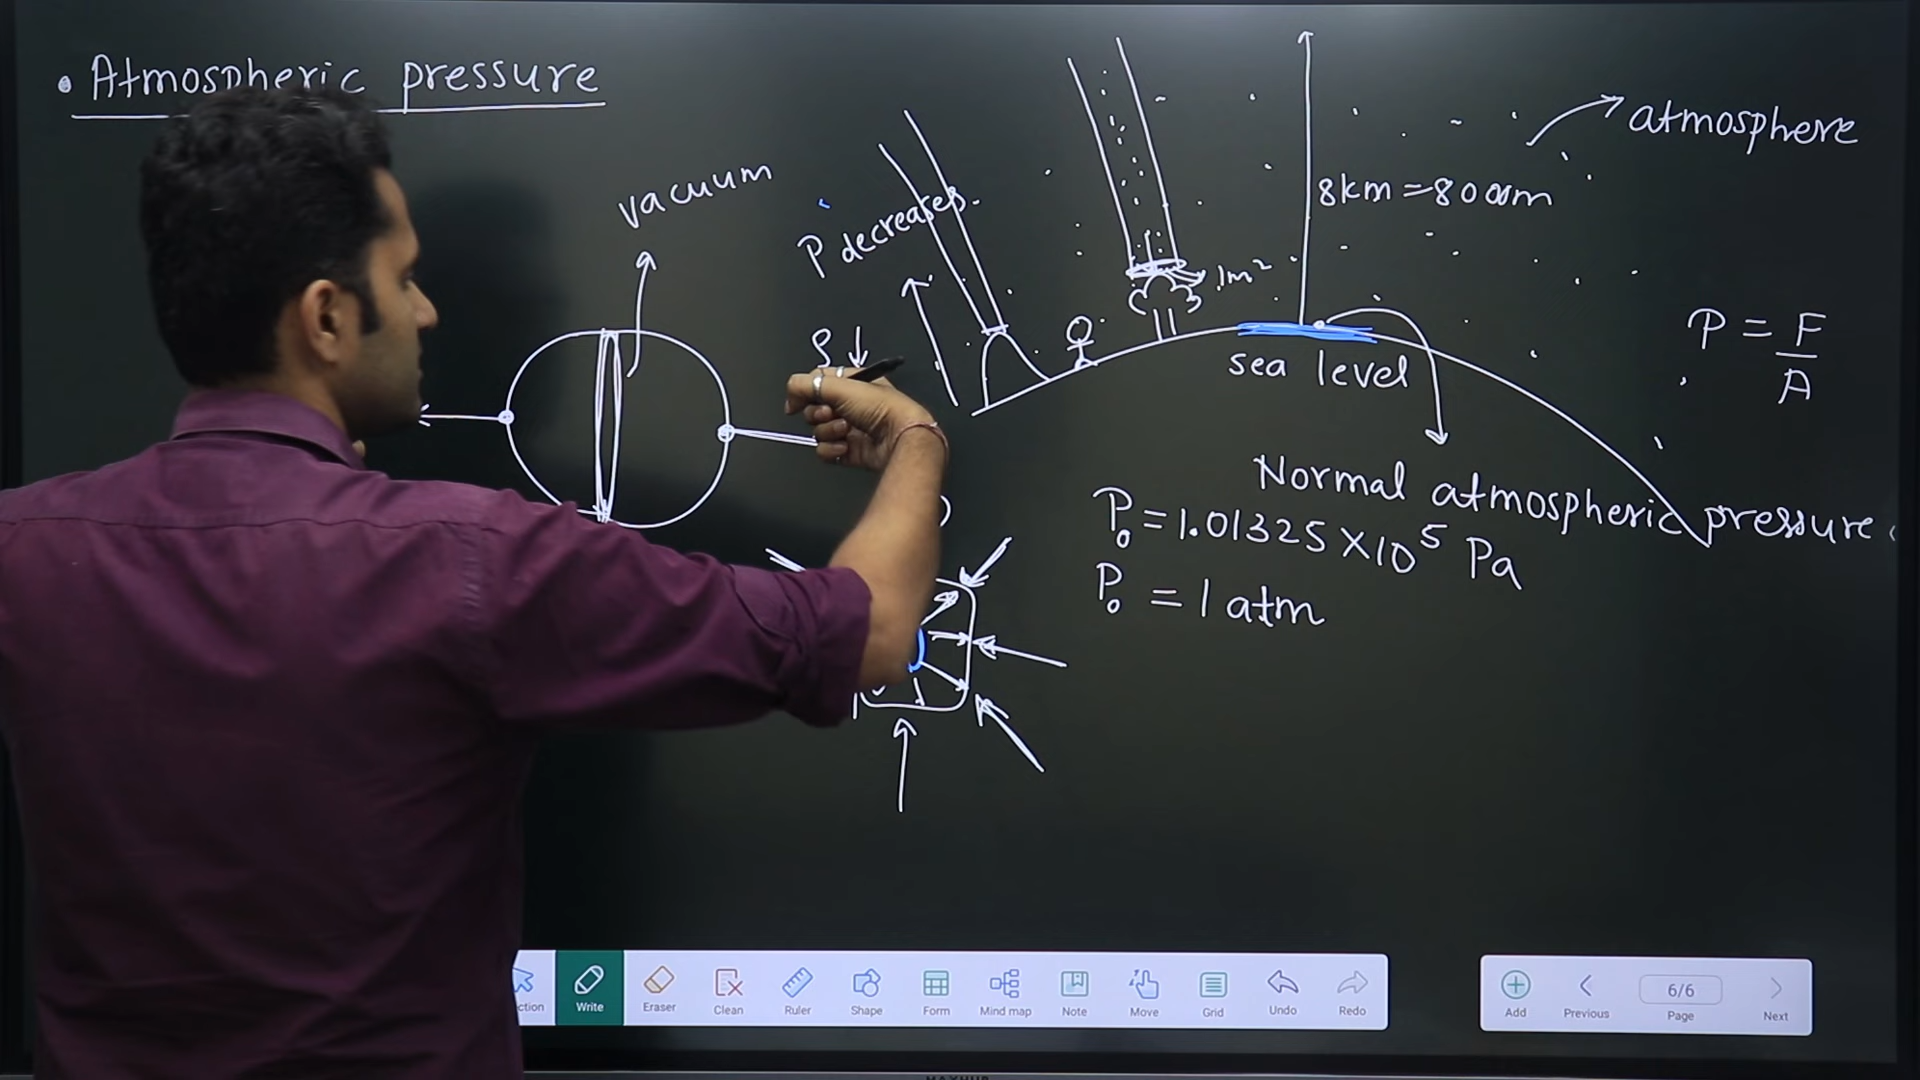 • Atmospheric pressure
vacuum
P decreases
ρ↓
1m²
8km = 8000m
atmosphere
sea level
P = F/A
Normal atmospheric pressure
P₀ = 1.01325 × 10⁵ Pa
P₀ = 1 atm
Write
Eraser
Clean
Ruler
Shape
Form
Mind map
Note
Move
Grid
Undo
Redo
Add
Previous
6/6
Page
Next